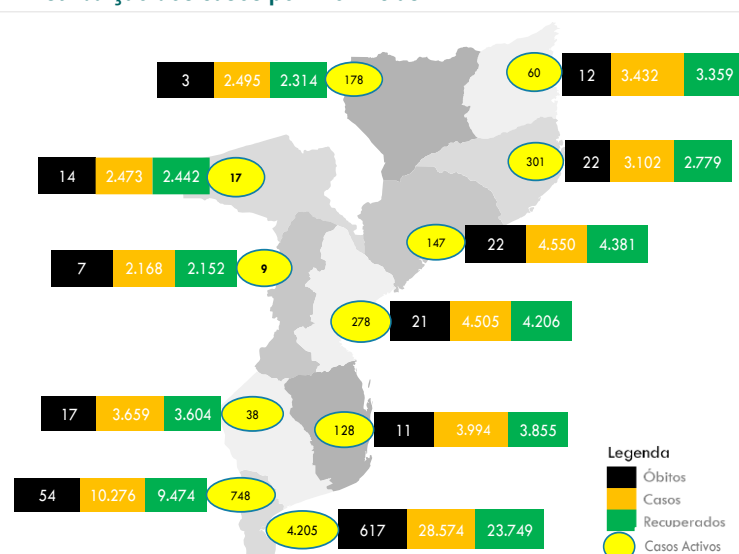 3 2.495 2.314 178
60 12 3.432 3.359
301 22 3.102 2.779
14 2.473 2.442 17
147 22 4.550 4.381
7 2.168 2.152 9
278 21 4.505 4.206
17 3.659 3.604 38
128 11 3.994 3.855
54 10.276 9.474 748
4.205 617 28.574 23.749
Legenda
Óbitos
Casos
Recuperados
Casos Activos